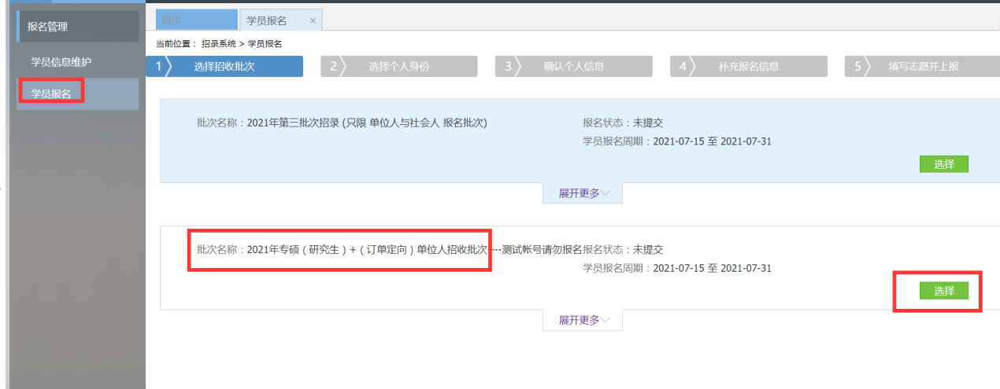 首页
学员报名 ×
报名管理
当前位置： 招录系统 > 学员报名
学员信息维护
1 选择招收批次 2 选择个人身份 3 确认个人信息 4 补充报名信息 5 填写志愿并上报
学员报名
批次名称：2021年第三批次招录 (只限 单位人与社会人 报名批次) 报名状态：未提交
学员报名周期：2021-07-15 至 2021-07-31
选择
展开更多
批次名称：2021年专硕（研究生）+（订单定向）单位人招收批次----测试帐号请勿报名 报名状态：未提交
学员报名周期：2021-07-15 至 2021-07-31
选择
展开更多